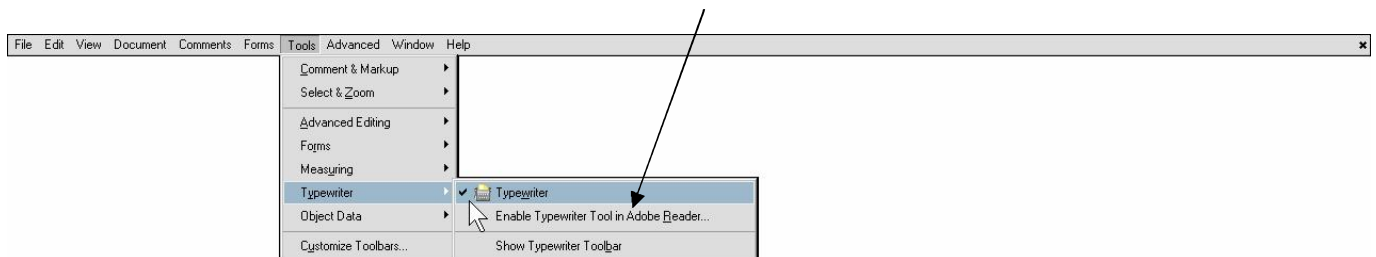 File Edit View Document Comments Forms Tools Advanced Window Help
Comment & Markup
Select & Zoom
Advanced Editing
Forms
Measuring
Typewriter
Typewriter
Object Data
Enable Typewriter Tool in Adobe Reader...
Customize Toolbars...
Show Typewriter Toolbar